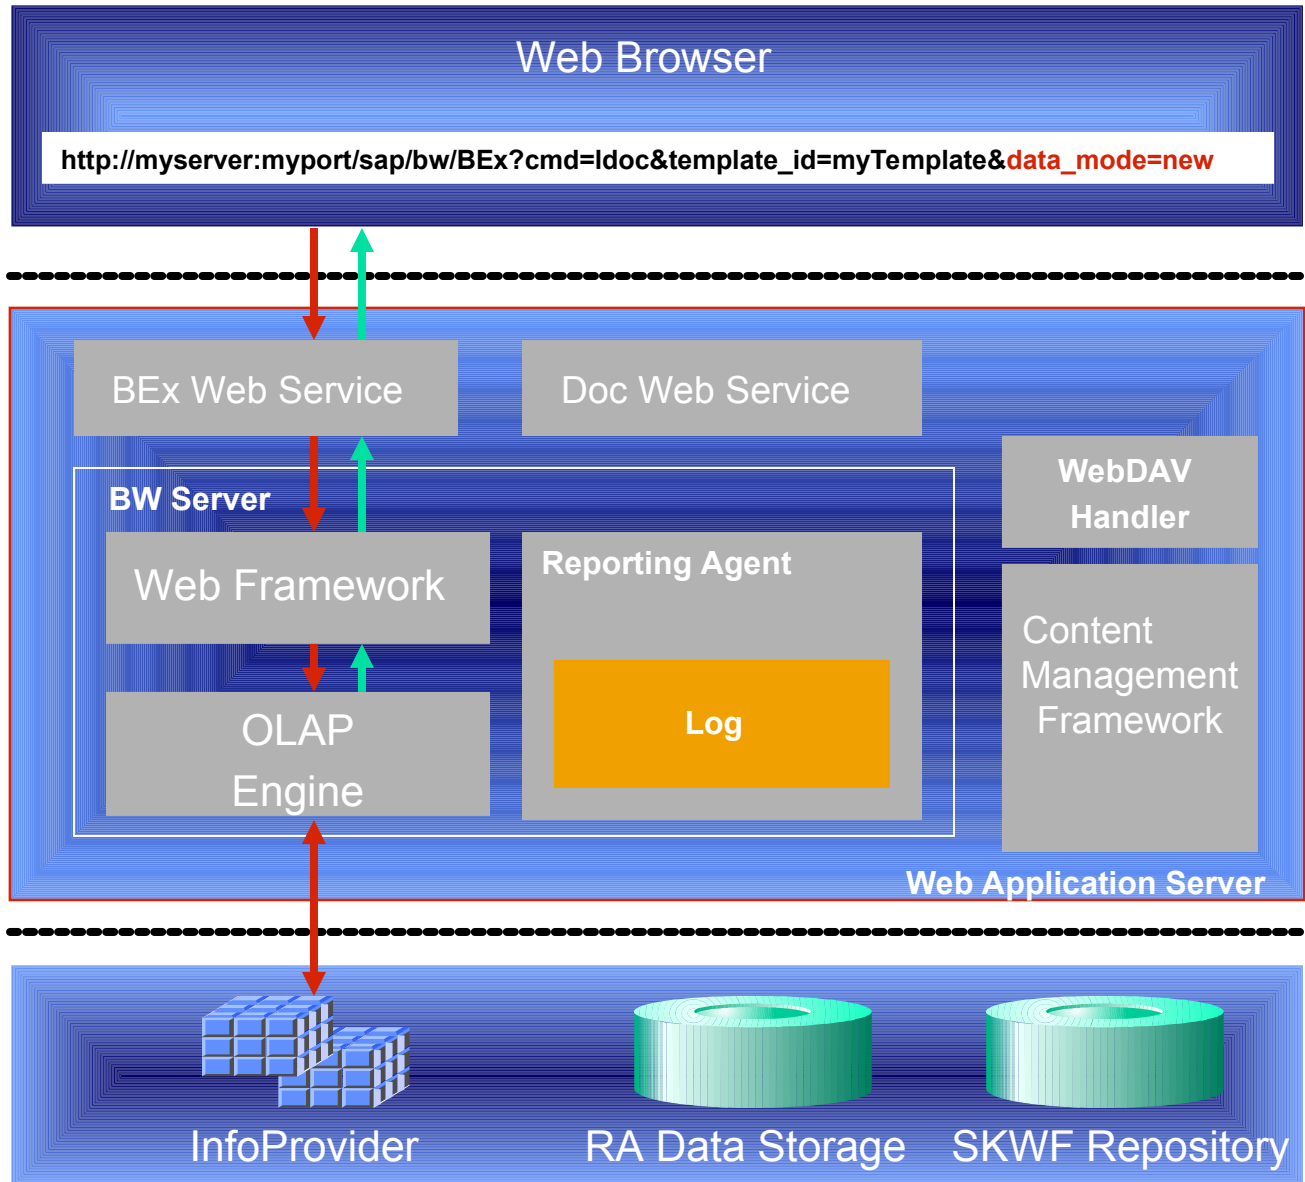 Web Browser
http://myserver:myport/sap/bw/BEx?cmd=ldoc&template_id=myTemplate&data_mode=new
BEx Web Service
Doc Web Service
BW Server
Web Framework
OLAP
Engine
Reporting Agent
Log
WebDAV
Handler
Content
Management
Framework
Web Application Server
InfoProvider
RA Data Storage
SKWF Repository